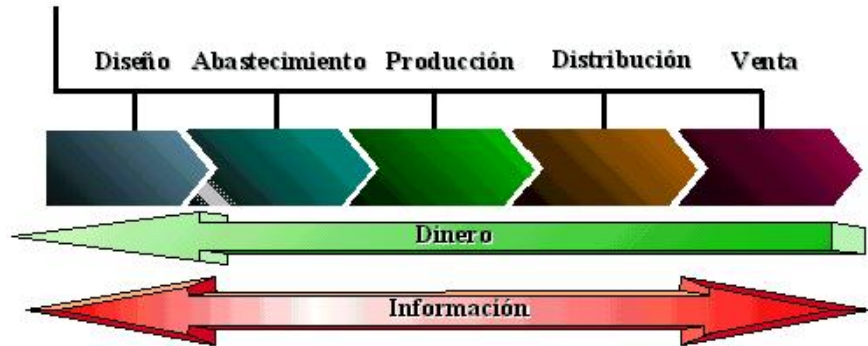 Diseño Abastecimiento Producción Distribución Venta
Dinero
Información